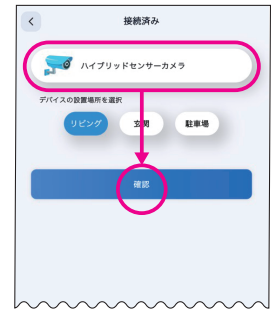 接続済み
ハイブリッドセンサーカメラ
デバイスの設置場所を選択
リビング 玄関 駐車場
確認